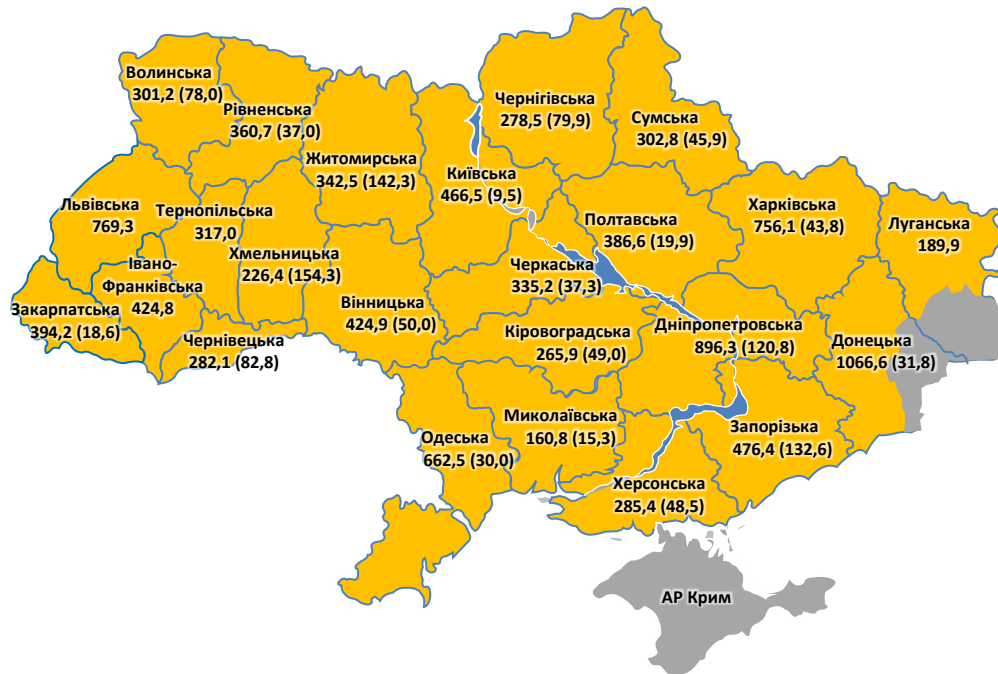 Волинська
301,2 (78,0)
Рівненська
360,7 (37,0)
Житомирська
342,5 (142,3)
Київська
466,5 (9,5)
Чернігівська
278,5 (79,9)
Сумська
302,8 (45,9)
Львівська
769,3
Тернопільська
317,0
Хмельницька
226,4 (154,3)
Вінницька
424,9 (50,0)
Черкаська
335,2 (37,3)
Полтавська
386,6 (19,9)
Харківська
756,1 (43,8)
Луганська
189,9
Івано-
Франківська
424,8
Закарпатська
394,2 (18,6)
Чернівецька
282,1 (82,8)
Кіровоградська
265,9 (49,0)
Дніпропетровська
896,3 (120,8)
Донецька
1066,6 (31,8)
Одеська
662,5 (30,0)
Миколаївська
160,8 (15,3)
Запорізька
476,4 (132,6)
Херсонська
285,4 (48,5)
АР Крим